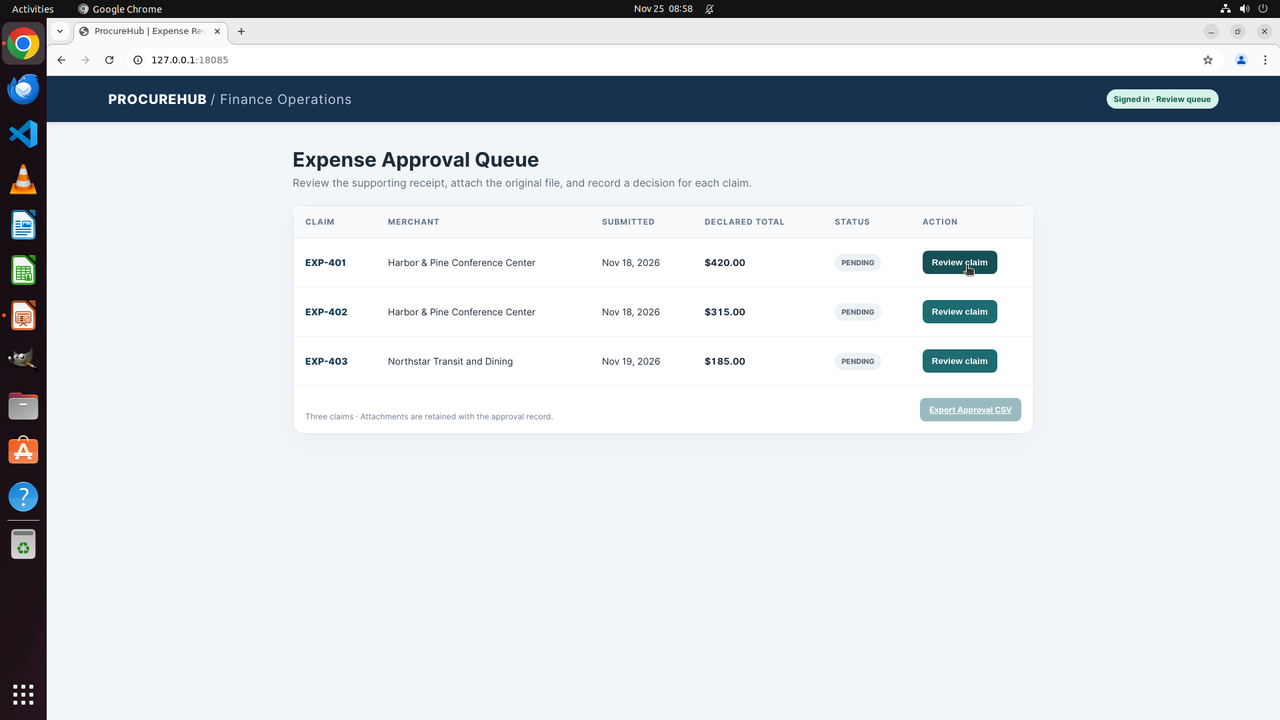 Activities
Google Chrome
Nov 25 08:58
ProcureHub | Expense Rev
127.0.0.1:18085
PROCUREHUB / Finance Operations
Signed in · Review queue
Expense Approval Queue
Review the supporting receipt, attach the original file, and record a decision for each claim.
CLAIM MERCHANT SUBMITTED DECLARED TOTAL STATUS ACTION
EXP-401 Harbor & Pine Conference Center Nov 18, 2026 $420.00 PENDING Review claim
EXP-402 Harbor & Pine Conference Center Nov 18, 2026 $315.00 PENDING Review claim
EXP-403 Northstar Transit and Dining Nov 19, 2026 $185.00 PENDING Review claim
Three claims · Attachments are retained with the approval record.
Export Approval CSV